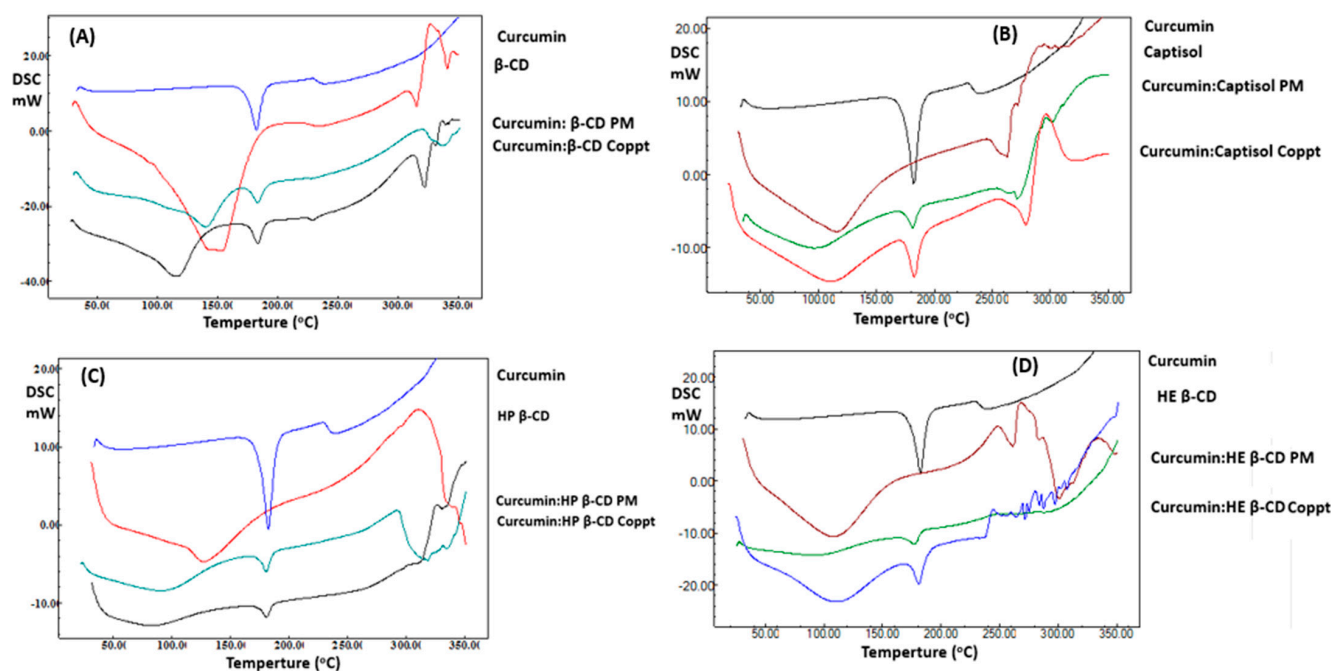 (A)
20.00
DSC
mW
0.00
-20.00
-40.00
50.00
100.00
150.00
200.00
250.00
300.00
350.00
Temperture (°C)
Curcumin
β-CD
Curcumin: β-CD PM
Curcumin:β-CD Coppt
(B)
20.00
DSC
mW
10.00
0.00
-10.00
50.00
100.00
150.00
200.00
250.00
300.00
350.00
Temperture (°C)
Curcumin
Captisol
Curcumin:Captisol PM
Curcumin:Captisol Coppt
(C)
20.00
DSC
mW
10.00
0.00
-10.00
50.00
100.00
150.00
200.00
250.00
300.00
350.00
Temperture (°C)
Curcumin
HP β-CD
Curcumin:HP β-CD PM
Curcumin:HP β-CD Coppt
(D)
20.00
DSC
mW
10.00
0.00
-10.00
-20.00
50.00
100.00
150.00
200.00
250.00
300.00
350.00
Temperture (°C)
Curcumin
HE β-CD
Curcumin:HE β-CD PM
Curcumin:HE β-CD Coppt